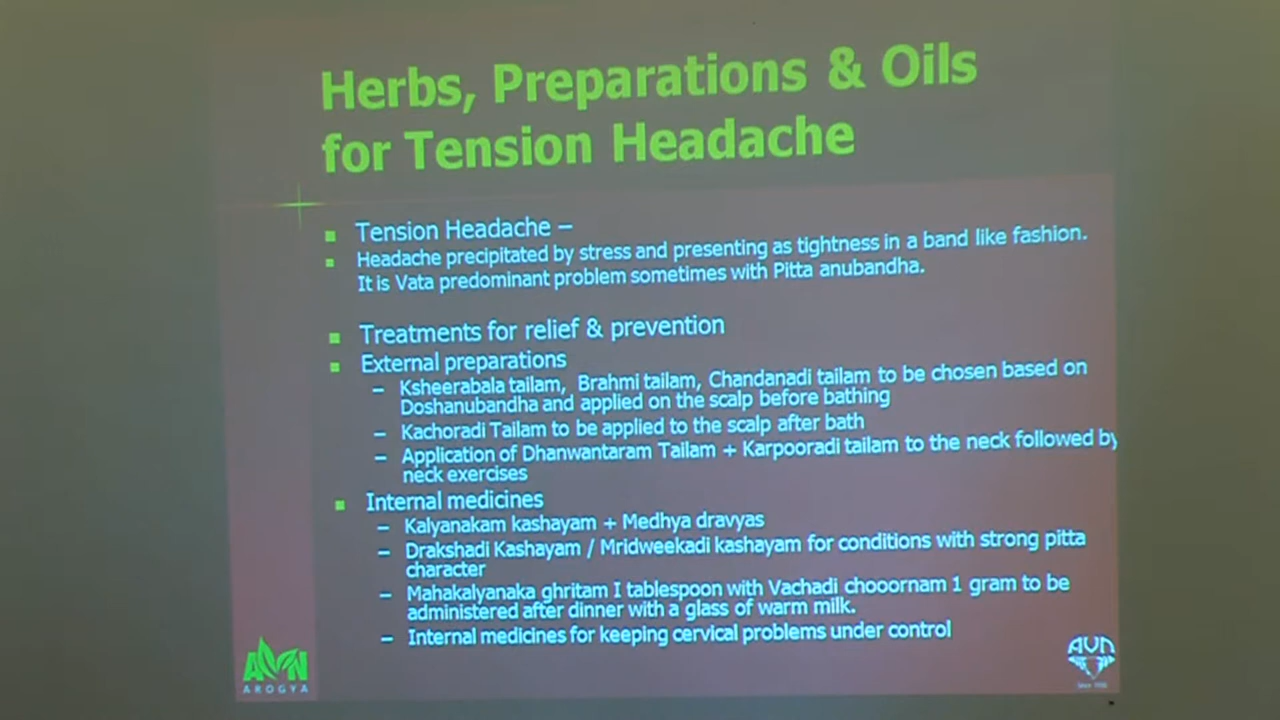 Herbs, Preparations & Oils
for Tension Headache
Tension Headache –
Headache precipitated by stress and presenting as tightness in a band like fashion.
It is Vata predominant problem sometimes with Pitta anubandha.
Treatments for relief & prevention
External preparations
– Ksheerabala tailam, Brahmi tailam, Chandanadi tailam to be chosen based on
Doshanubandha and applied on the scalp before bathing
– Kachoradi Tailam to be applied to the scalp after bath
– Application of Dhanwantaram Tailam + Karpooradi tailam to the neck followed by
neck exercises
Internal medicines
– Kalyanakam kashayam + Medhya dravyas
– Drakshadi Kashayam / Mridweekadi kashayam for conditions with strong pitta
character
– Mahakalyanaka ghritam I tablespoon with Vachadi chooornam 1 gram to be
administered after dinner with a glass of warm milk.
– Internal medicines for keeping cervical problems under control
AVN
AROGYA
AVN